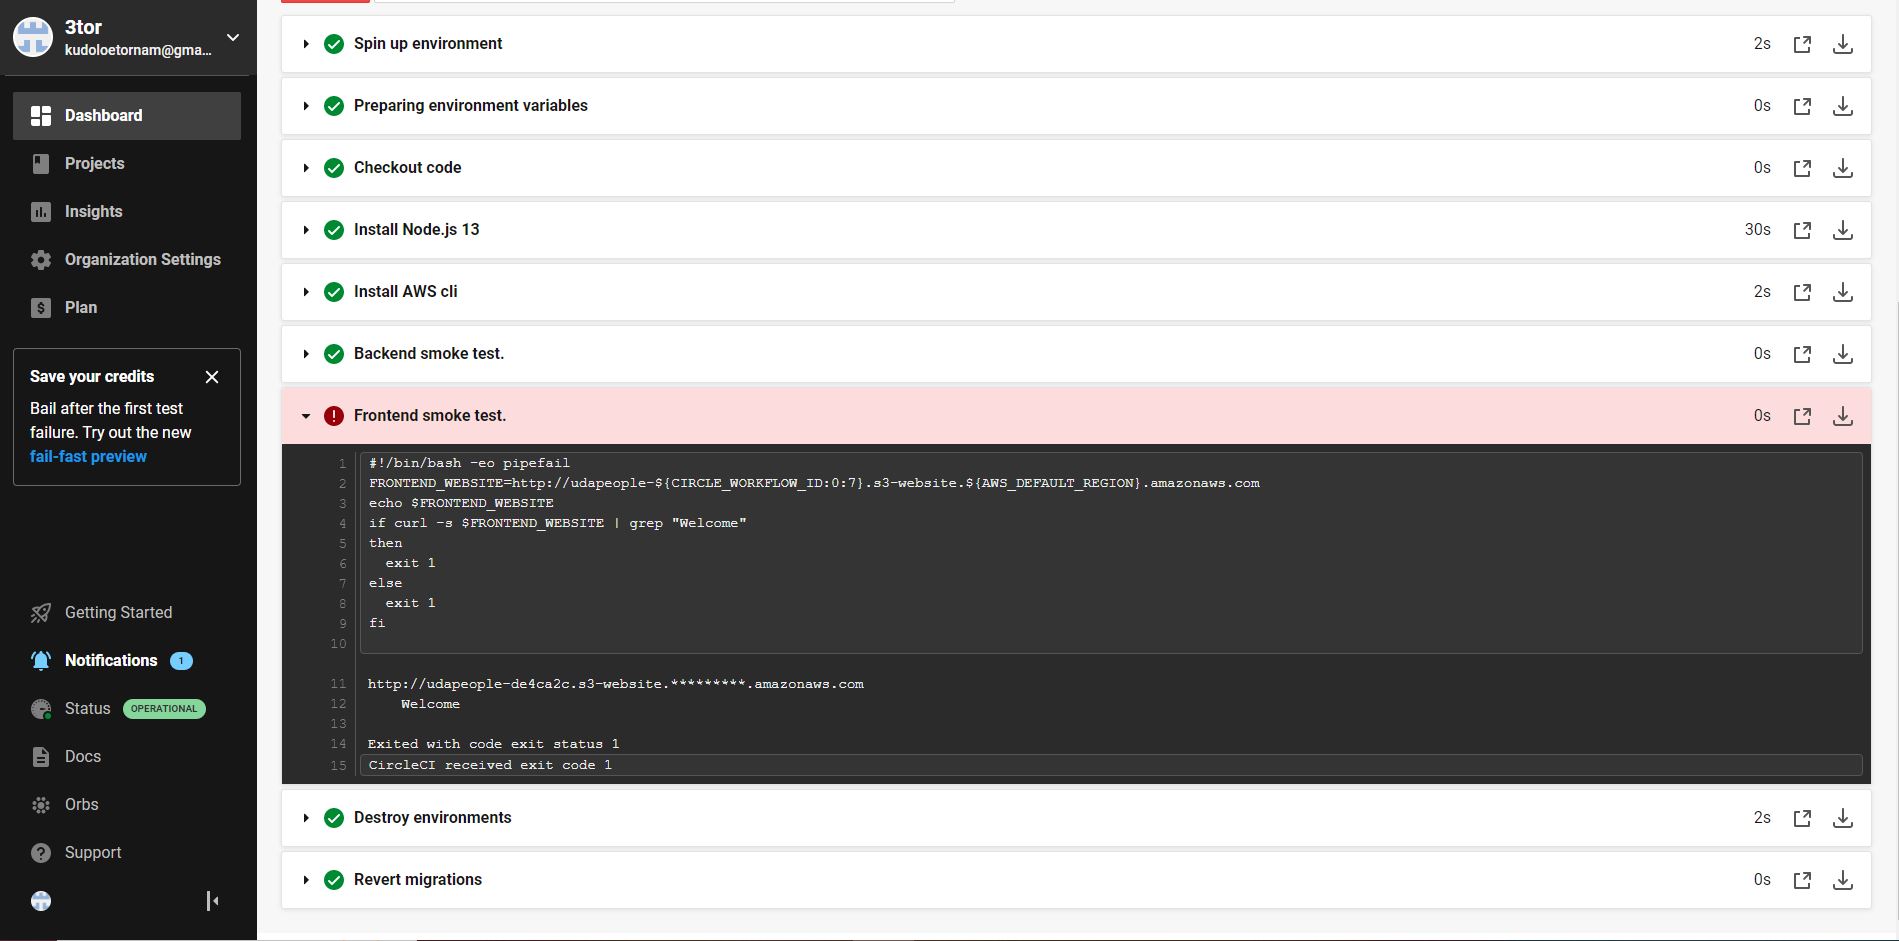 3tor
kudoloetornam@gma...
Dashboard
Projects
Insights
Organization Settings
Plan
Save your credits
Bail after the first test
failure. Try out the new
fail-fast preview
Getting Started
Notifications 1
Status OPERATIONAL
Docs
Orbs
Support
Spin up environment 2s
Preparing environment variables 0s
Checkout code 0s
Install Node.js 13 30s
Install AWS cli 2s
Backend smoke test. 0s
Frontend smoke test. 0s
1 #!/bin/bash -eo pipefail
2 FRONTEND_WEBSITE=http://udapeople-${CIRCLE_WORKFLOW_ID:0:7}.s3-website.${AWS_DEFAULT_REGION}.amazonaws.com
3 echo $FRONTEND_WEBSITE
4 if curl -s $FRONTEND_WEBSITE | grep "Welcome"
5 then
6   exit 1
7 else
8   exit 1
9 fi
10
11 http://udapeople-de4ca2c.s3-website.*********.amazonaws.com
12     Welcome
13
14 Exited with code exit status 1
15 CircleCI received exit code 1
Destroy environments 2s
Revert migrations 0s